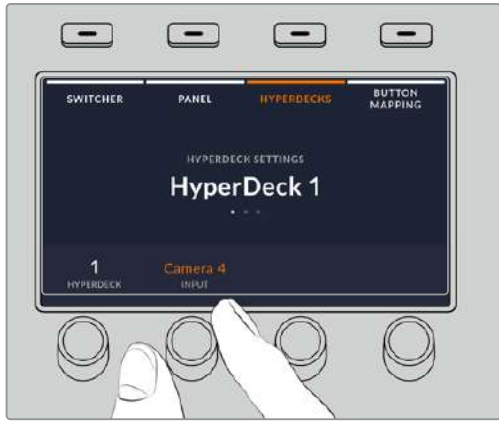 SWITCHER
PANEL
HYPERDECKS
BUTTON
MAPPING
HYPERDECK SETTINGS
HyperDeck 1
1
HYPERDECK
Camera 4
INPUT